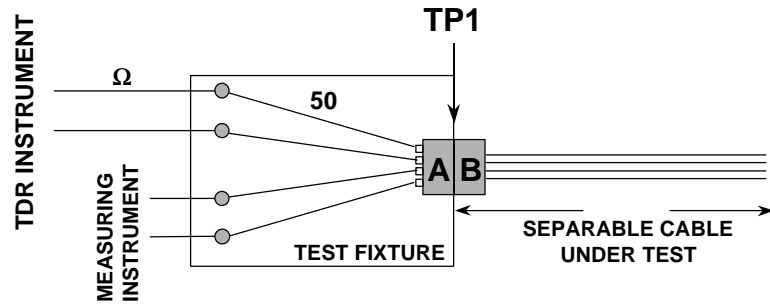 TP1
TDR INSTRUMENT
Ω
50
A B
MEASURING
INSTRUMENT
TEST FIXTURE
SEPARABLE CABLE
UNDER TEST